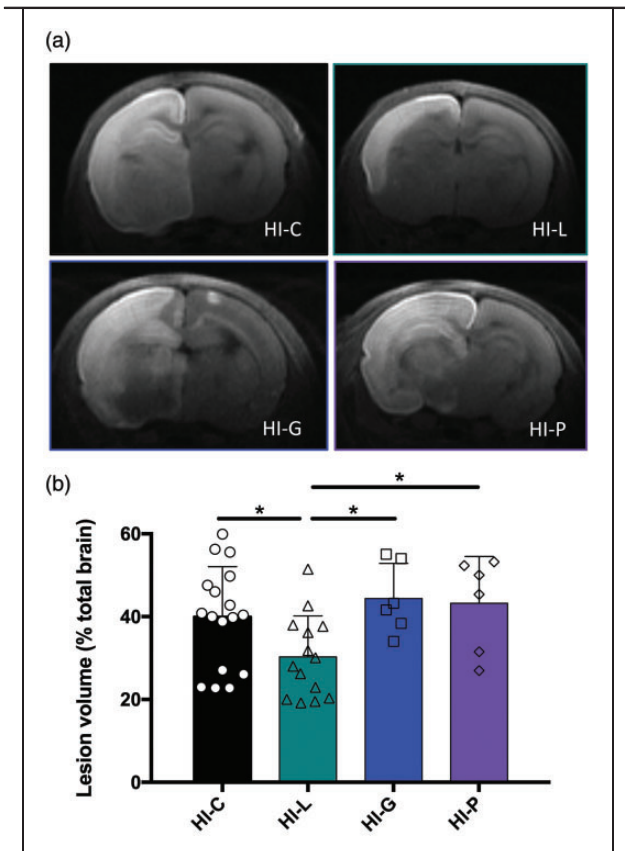 (a)
HI-C
HI-L
HI-G
HI-P
(b)
*
* *
Lesion volume (% total brain)
60
40
20
0
HI-C
HI-L
HI-G
HI-P